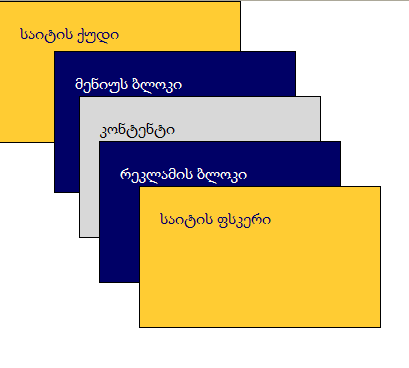 საიტის ქუდი
მენიუს ბლოკი
კონტენტი
რეკლამის ბლოკი
საიტის ფსკერი